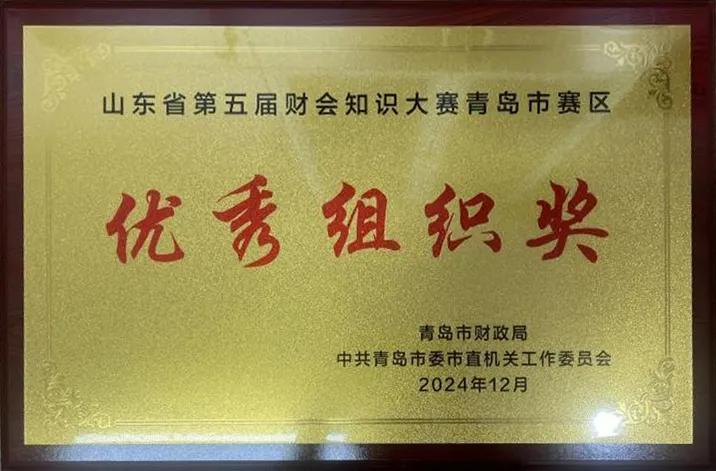 山东省第五届财会知识大赛青岛市赛区
优秀组织奖
青岛市财政局
中共青岛市委市直机关工作委员会
2024年12月